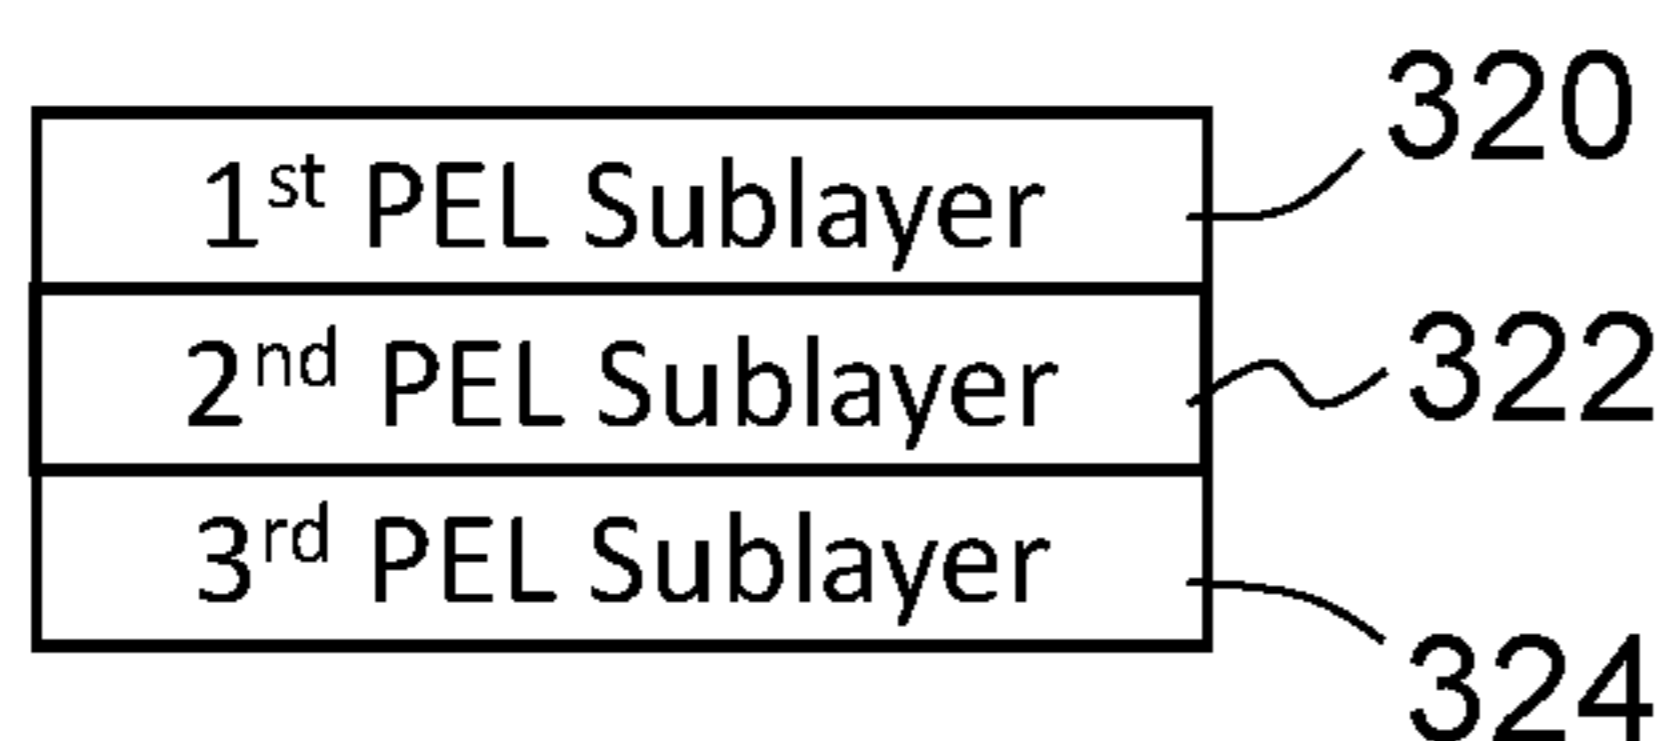 320
1st PEL Sublayer
2nd PEL Sublayer
322
3rd PEL Sublayer
324